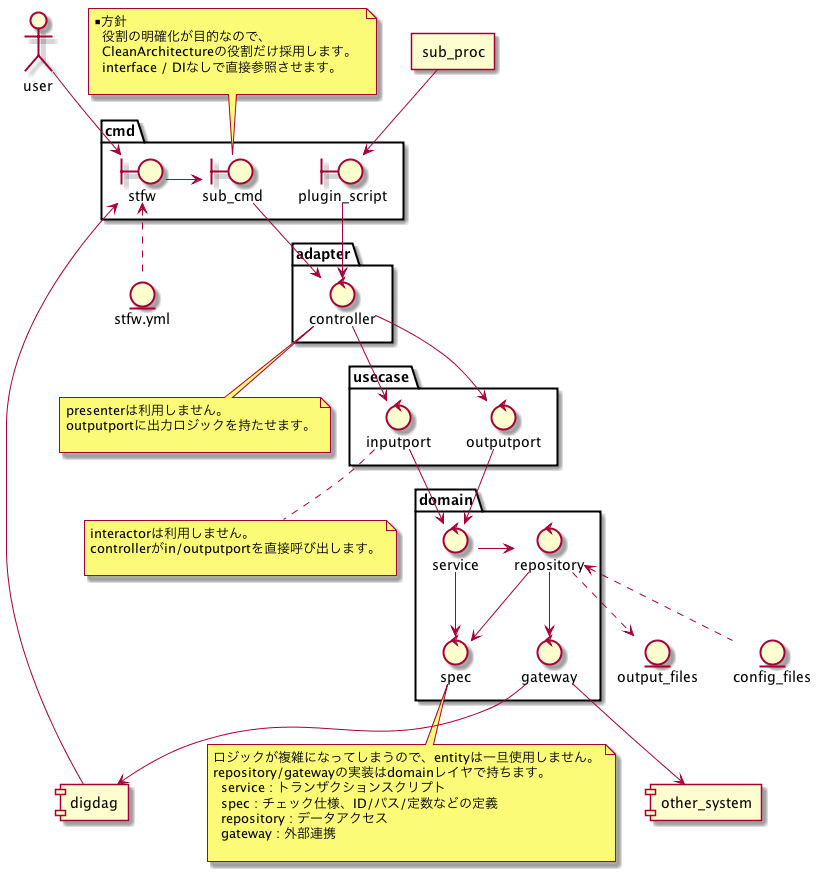 ■方針
役割の明確化が目的なので、
CleanArchitectureの役割だけ採用します。
interface / DIなしで直接参照させます。
sub_proc
user
cmd
stfw
sub_cmd
plugin_script
adapter
controller
stfw.yml
usecase
inputport
outputport
presenterは利用しません。
outputportに出力ロジックを持たせます。
domain
service
repository
interactorは利用しません。
controllerがin/outputportを直接呼び出します。
spec
gateway
output_files
config_files
ロジックが複雑になってしまうので、entityは一旦使用しません。
repository/gatewayの実装はdomainレイヤで持ちます。
service : トランザクションスクリプト
spec : チェック仕様、ID/パス/定数などの定義
repository : データアクセス
gateway : 外部連携
digdag
other_system